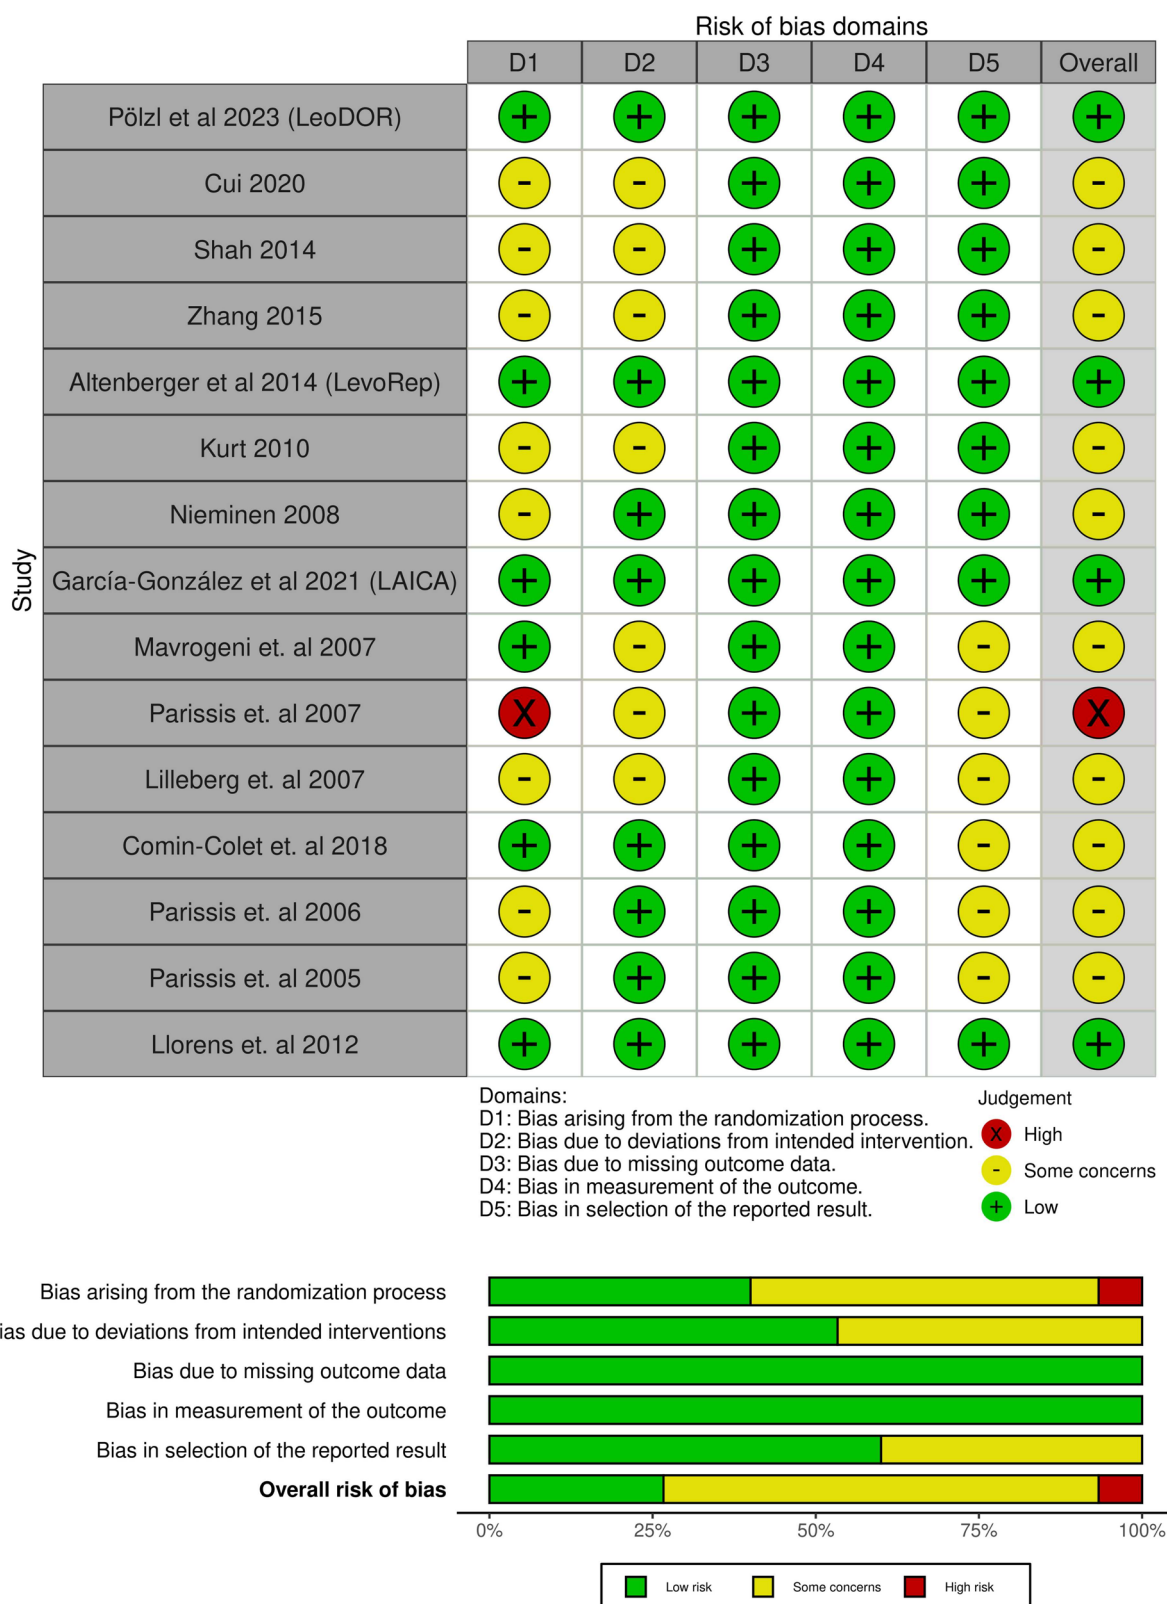 Risk of bias domains
D1 D2 D3 D4 D5 Overall
Study
Pölzl et al 2023 (LeoDOR) + + + + + +
Cui 2020 - - + + + -
Shah 2014 - - + + + -
Zhang 2015 - - + + + -
Altenberger et al 2014 (LevoRep) + + + + + +
Kurt 2010 - - + + + -
Nieminen 2008 - + + + + -
García-González et al 2021 (LAICA) + + + + + +
Mavrogeni et. al 2007 + - + + - -
Parissis et. al 2007 X - + + - X
Lilleberg et. al 2007 - - + + - -
Comin-Colet et. al 2018 + + + + - -
Parissis et. al 2006 - + + + - -
Parissis et. al 2005 - + + + - -
Llorens et. al 2012 + + + + + +
Domains:
D1: Bias arising from the randomization process.
D2: Bias due to deviations from intended intervention.
D3: Bias due to missing outcome data.
D4: Bias in measurement of the outcome.
D5: Bias in selection of the reported result.
Judgement
X High
- Some concerns
+ Low
Bias arising from the randomization process
ias due to deviations from intended interventions
Bias due to missing outcome data
Bias in measurement of the outcome
Bias in selection of the reported result
Overall risk of bias
0% 25% 50% 75% 100%
Low risk Some concerns High risk